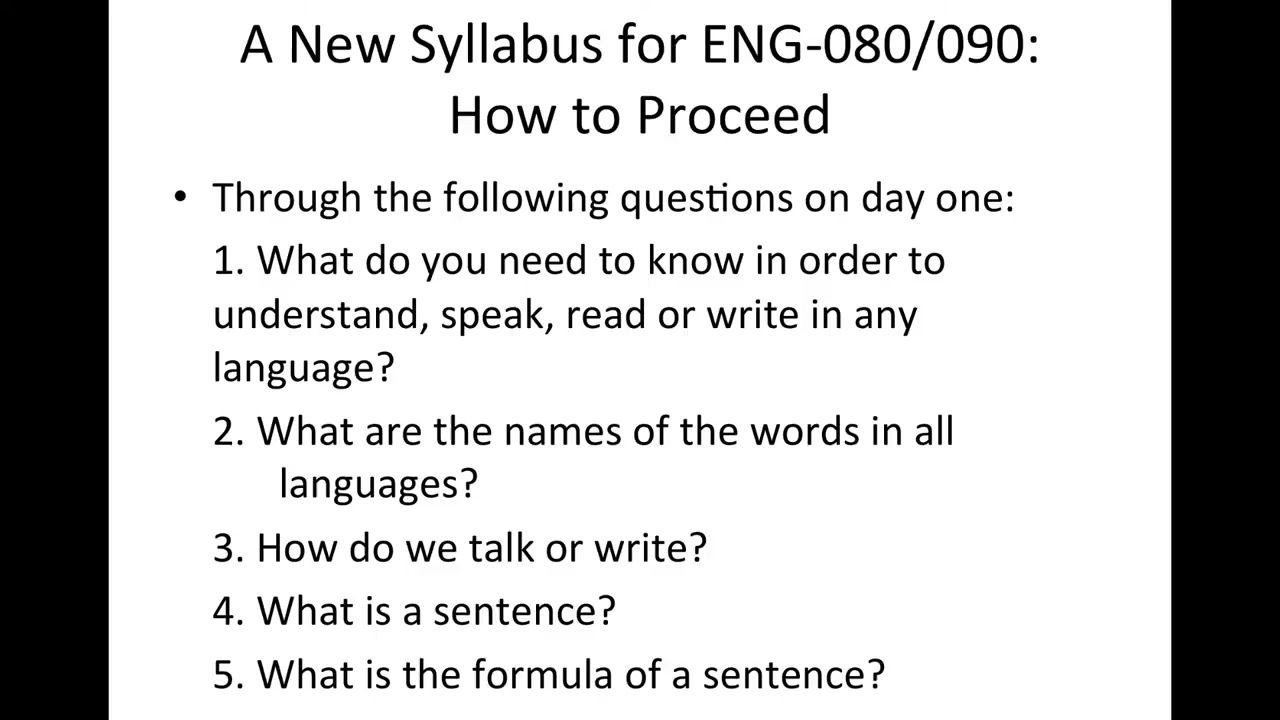 A New Syllabus for ENG-080/090:
How to Proceed
• Through the following questions on day one:
1. What do you need to know in order to
understand, speak, read or write in any
language?
2. What are the names of the words in all
languages?
3. How do we talk or write?
4. What is a sentence?
5. What is the formula of a sentence?